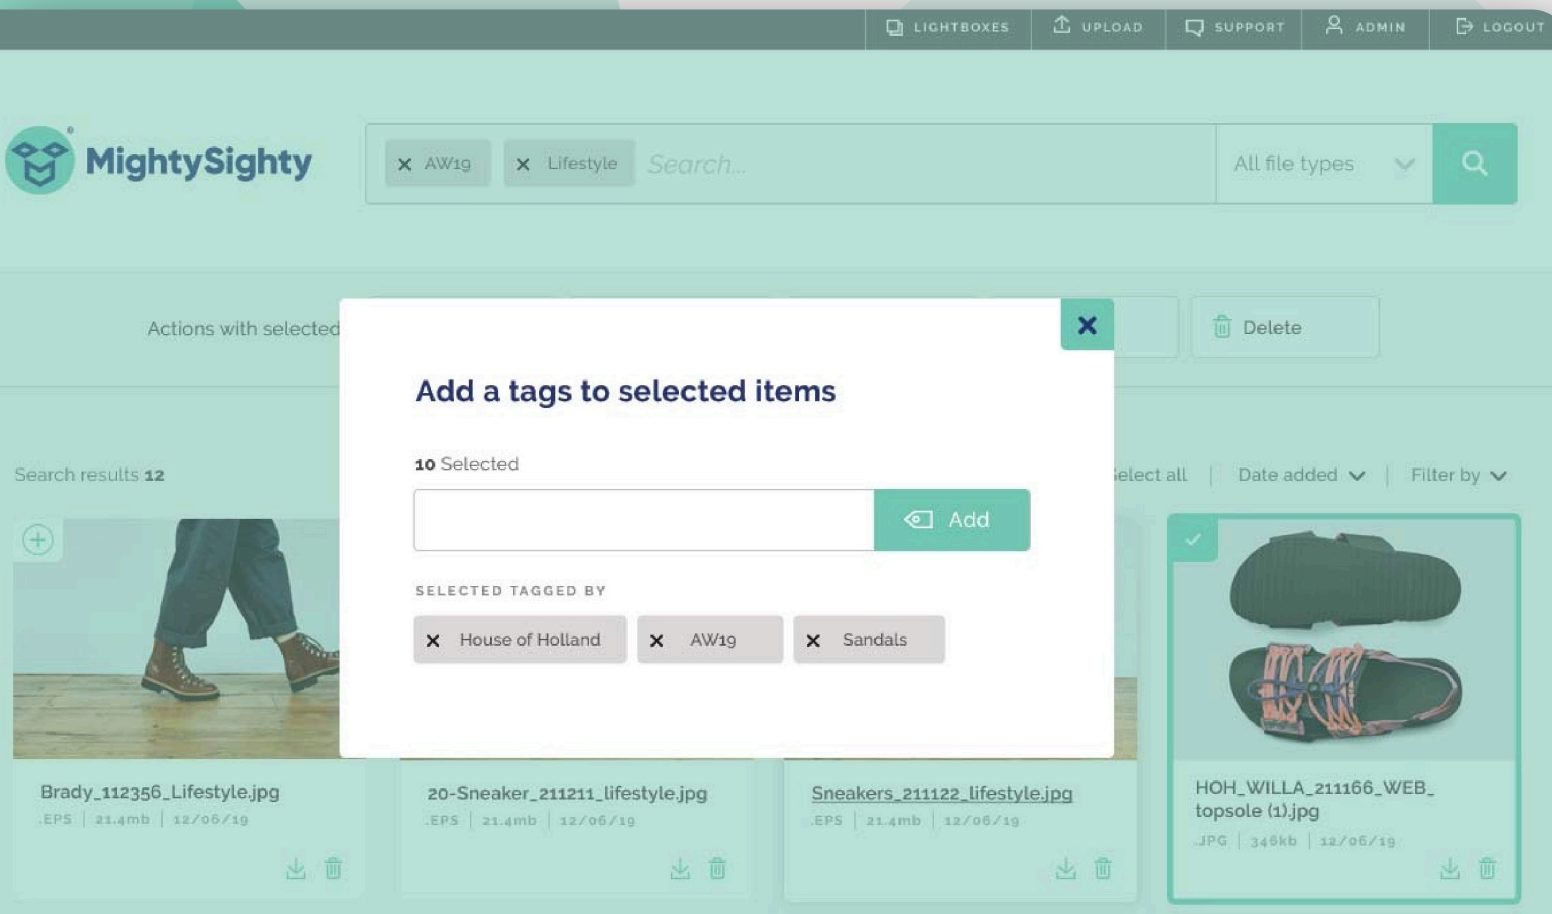 LIGHTBOXES
UPLOAD
SUPPORT
ADMIN
LOGOUT
MightySighty
AW19
Lifestyle
Search...
All file types
Actions with selected
Delete
Add a tags to selected items
10 Selected
Add
SELECTED TAGGED BY
House of Holland
AW19
Sandals
Search results 12
Select all
Date added
Filter by
Brady_112356_Lifestyle.jpg
.EPS | 21.4mb | 12/06/19
20-Sneaker_211211_lifestyle.jpg
.EPS | 21.4mb | 12/06/19
Sneakers_211122_lifestyle.jpg
.EPS | 21.4mb | 12/06/19
HOH_WILLA_211166_WEB_
topsole (1).jpg
.JPG | 346kb | 12/06/19